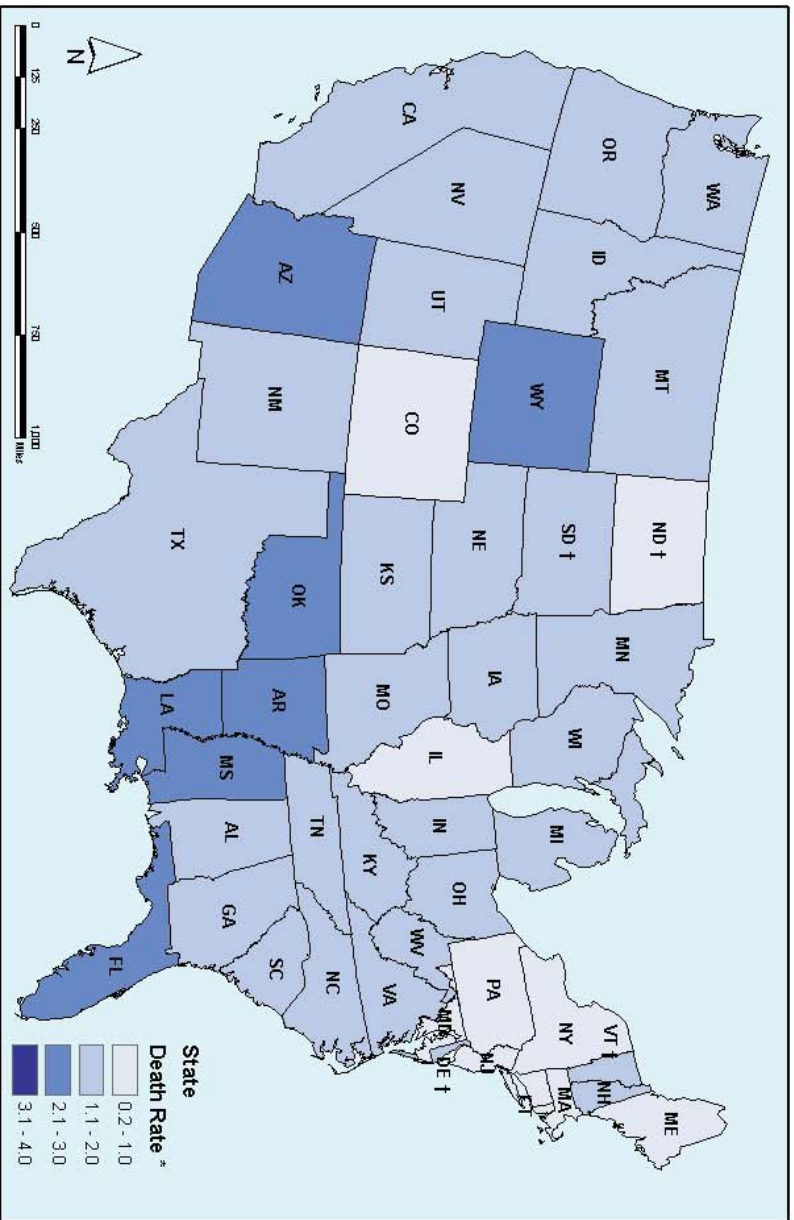 WA
OR
CA
NV
ID
MT
WY
UT
AZ
CO
NM
ND †
SD †
NE
KS
OK
TX
MN
IA
MO
AR
LA
WI
IL
MS
MI
IN
OH
KY
TN
AL
GA
FL
SC
NC
VA
WV
PA
NY
VT †
NH
ME
MA
CT
NJ
DE †
MD
N
0 125 250 500 750 1,000
Miles
State
Death Rate *
0.2 - 1.0
1.1 - 2.0
2.1 - 3.0
3.1 - 4.0